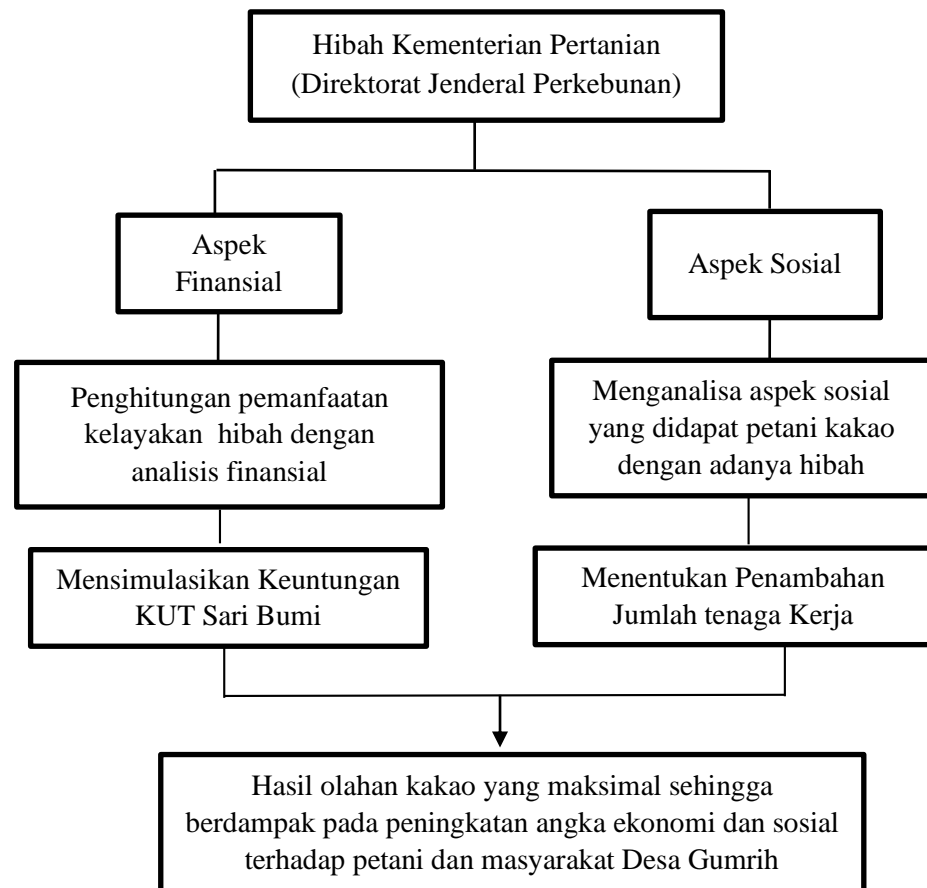 Hibah Kementerian Pertanian
(Direktorat Jenderal Perkebunan)
Aspek
Finansial
Aspek Sosial
Penghitungan pemanfaatan
kelayakan hibah dengan
analisis finansial
Menganalisa aspek sosial
yang didapat petani kakao
dengan adanya hibah
Mensimulasikan Keuntungan
KUT Sari Bumi
Menentukan Penambahan
Jumlah tenaga Kerja
Hasil olahan kakao yang maksimal sehingga
berdampak pada peningkatan angka ekonomi dan sosial
terhadap petani dan masyarakat Desa Gumrih